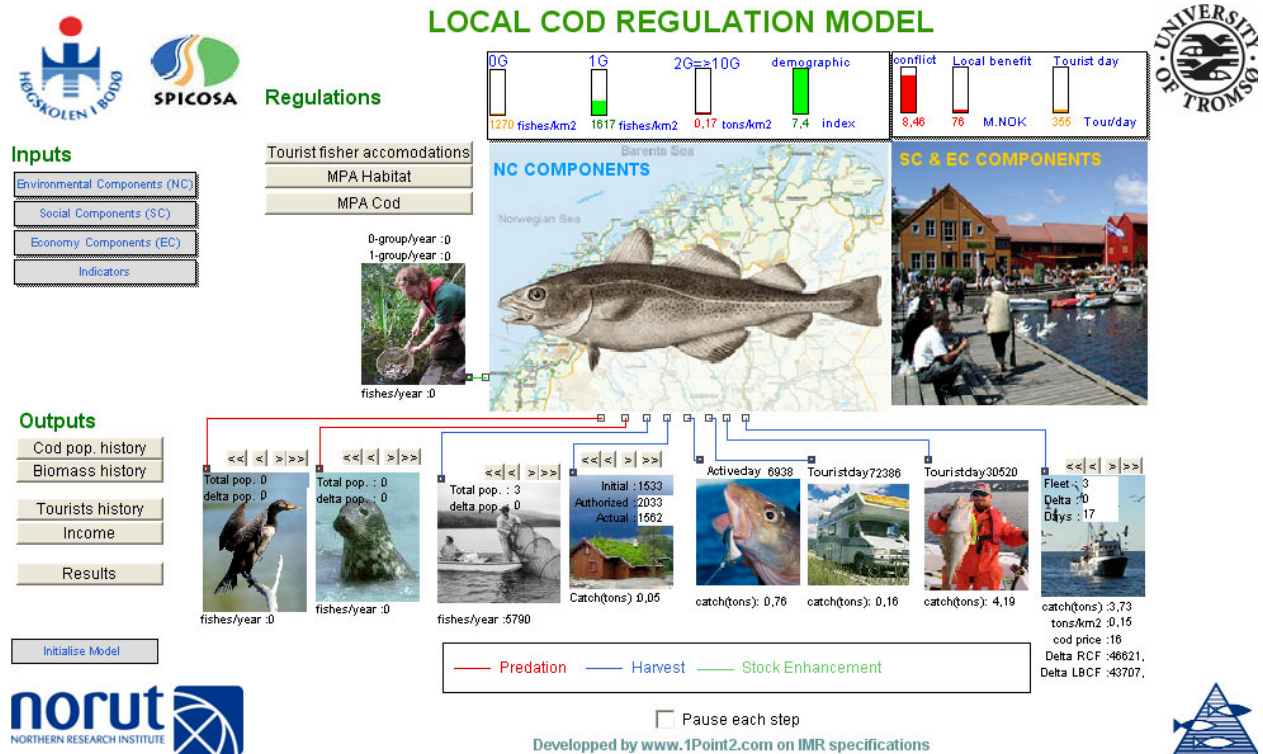 LOCAL COD REGULATION MODEL
HØGSKOLEN I BODØ
SPICOSA
UNIVERSITY OF TROMSØ
Regulations
0G 1G 2G=>10G demographic
1270 fishes/km2 1617 fishes/km2 0,17 tons/km2 7,4 index
conflict Local benefit Tourist day
8,46 76 M.NOK 355 Tour/day
Inputs
Environmental Components (NC)
Social Components (SC)
Economy Components (EC)
Indicators
Tourist fisher accomodations
MPA Habitat
MPA Cod
Barents Sea
NC COMPONENTS
Norwegian Sea
SC & EC COMPONENTS
0-group/year :0
1-group/year :0
fishes/year :0
Outputs
Cod pop. history
Biomass history
Tourists history
Income
Results
<< < > >>
Total pop. 0
delta pop. : 0
fishes/year :0
<< < > >>
Total pop. : 0
delta pop. : 0
fishes/year :0
<< < > >>
Total pop. : 3
delta pop. : 0
fishes/year :5790
<< < > >>
Initial :1533
Authorized :2033
Actual :1562
Catch(tons) :0,05
Activeday 6938
catch(tons): 0,76
Touristday72386
catch(tons): 0,16
Touristday30520
catch(tons): 4,19
<< < > >>
Fleet : 3
Delta : 0
Days : 17
catch(tons) :3,73
tons/km2 :0,15
cod price :16
Delta RCF :46621,
Delta LBCF :43707,
Initialise Model
Predation Harvest Stock Enhancement
norut
NORTHERN RESEARCH INSTITUTE
Pause each step
Developped by www.1Point2.com on IMR specifications